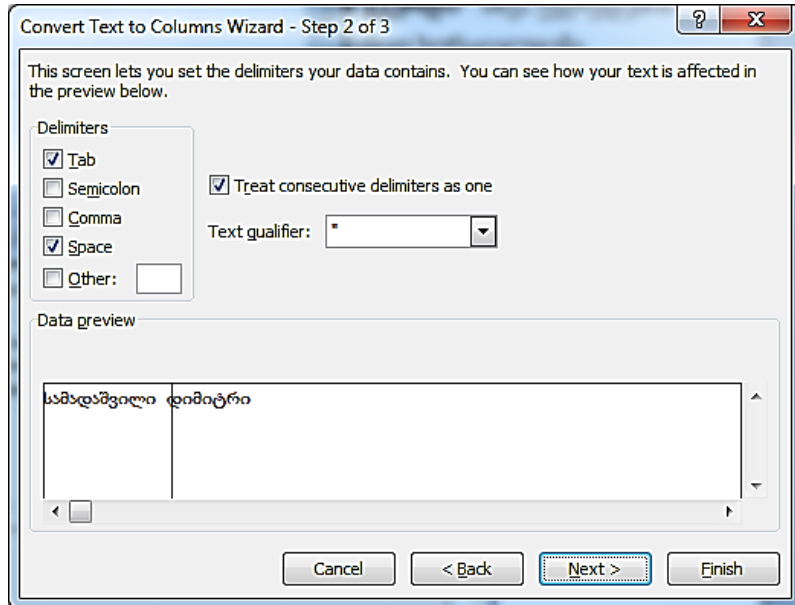 Convert Text to Columns Wizard - Step 2 of 3
This screen lets you set the delimiters your data contains. You can see how your text is affected in
the preview below.
Delimiters
Tab
Semicolon
Comma
Space
Other:
Treat consecutive delimiters as one
Text qualifier: "
Data preview
სამადაშვილი დიმიტრი
Cancel < Back Next > Finish